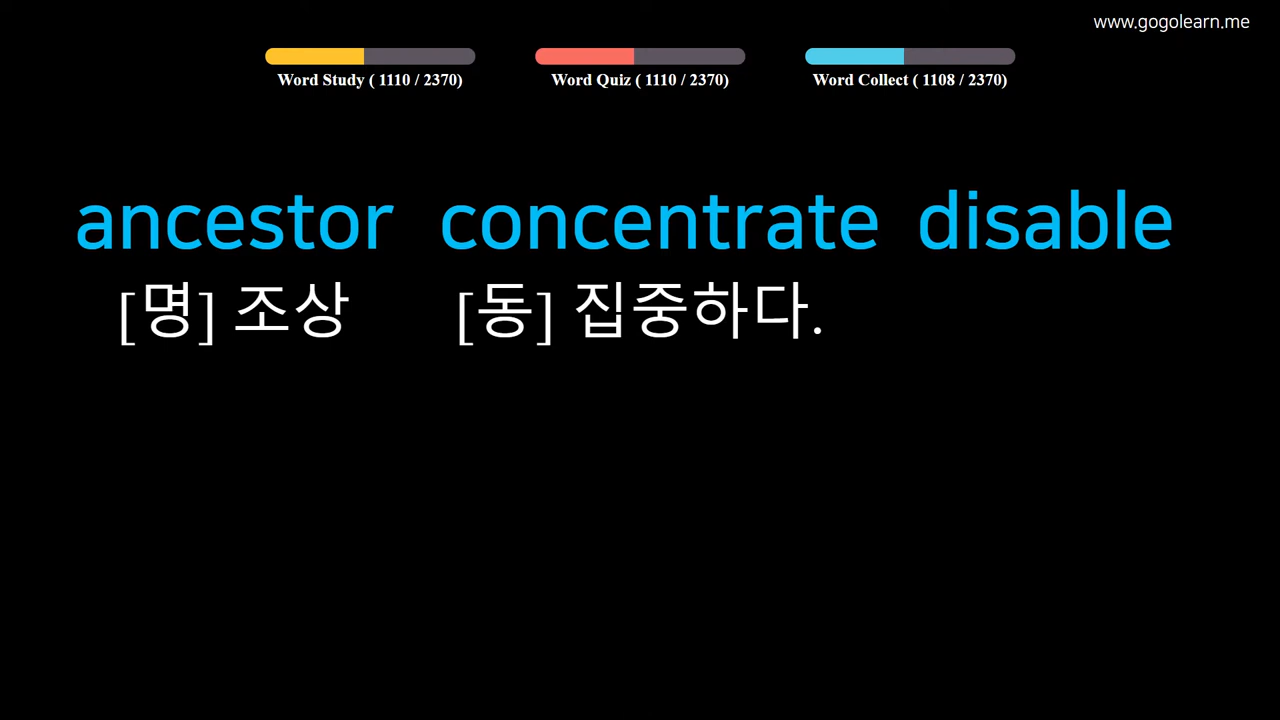 www.gogolearn.me
Word Study ( 1110 / 2370) Word Quiz ( 1110 / 2370) Word Collect ( 1108 / 2370)
ancestor concentrate disable
[명] 조상 [동] 집중하다.